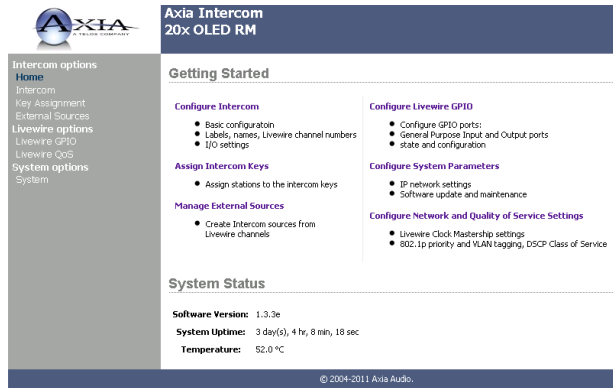 AXIA
A TELOS COMPANY
Axia Intercom
20x OLED RM
Intercom options
Home
Intercom
Key Assignment
External Sources
Livewire options
Livewire GPIO
Livewire QoS
System options
System
Getting Started
Configure Intercom
● Basic configuratoin
● Labels, names, Livewire channel numbers
● I/O settings
Assign Intercom Keys
● Assign stations to the intercom keys
Manage External Sources
● Create Intercom sources from
Livewire channels
Configure Livewire GPIO
● Configure GPIO ports:
● General Purpose Input and Output ports
● state and configuration
Configure System Parameters
● IP network settings
● Software update and maintenance
Configure Network and Quality of Service Settings
● Livewire Clock Mastership settings
● 802.1p priority and VLAN tagging, DSCP Class of Service
System Status
Software Version: 1.3.3e
System Uptime: 3 day(s), 4 hr, 8 min, 18 sec
Temperature: 52.0 °C
© 2004-2011 Axia Audio.